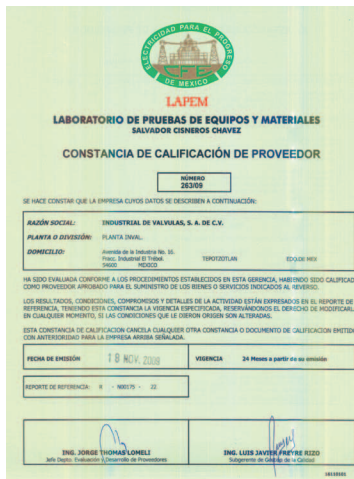 ELECTRICIDAD PARA EL PROGRESO
DE MEXICO
CFE
LAPEM
LABORATORIO DE PRUEBAS DE EQUIPOS Y MATERIALES
SALVADOR CISNEROS CHAVEZ
CONSTANCIA DE CALIFICACIÓN DE PROVEEDOR
NÚMERO
263/09
SE HACE CONSTAR QUE LA EMPRESA CUYOS DATOS SE DESCRIBEN A CONTINUACIÓN:
RAZÓN SOCIAL: INDUSTRIAL DE VALVULAS, S. A. DE C.V.
PLANTA O DIVISIÓN: PLANTA INVAL.
DOMICILIO: Avenida de la Industria No. 16.
Fracc. Industrial El Trébol. TEPOTZOTLAN
54600 MEXICO
HA SIDO EVALUADA CONFORME A LOS PROCEDIMIENTOS ESTABLECIDOS EN ESTA GERENCIA, HABIENDO SIDO CALIFICAD
COMO PROVEEDOR APROBADO PARA EL SUMINISTRO DE LOS BIENES O SERVICIOS INDICADOS AL REVERSO.
LOS RESULTADOS, CONDICIONES, COMPROMISOS Y DETALLES DE LA ACTIVIDAD ESTÁN EXPRESADOS EN EL REPORTE DE
REFERENCIA, TENIENDO ESTA CONSTANCIA LA VIGENCIA ESPECIFICADA, RESERVÁNDONOS EL DERECHO DE MODIFICARL
EN CUALQUIER MOMENTO, SI LAS CONDICIONES QUE LE DIERON ORIGEN SON ALTERADAS.
ESTA CONSTANCIA DE CALIFICACION CANCELA CUALQUIER OTRA CONSTANCIA O DOCUMENTO DE CALIFICACION EMITIDO
CON ANTERIORIDAD PARA LA EMPRESA ARRIBA SEÑALADA.
FECHA DE EMISIÓN 18 NOV. 2009 VIGENCIA 24 Meses a partir de su emisión
REPORTE DE REFERENCIA: K - N00175 - 22
ING. JORGE THOMAS LOMELI ING. LUIS JAVIER FREYRE RIZO
Jefe Depto. Evaluación y Desarrollo de Proveedores Subgerente de Gestión de la Calidad